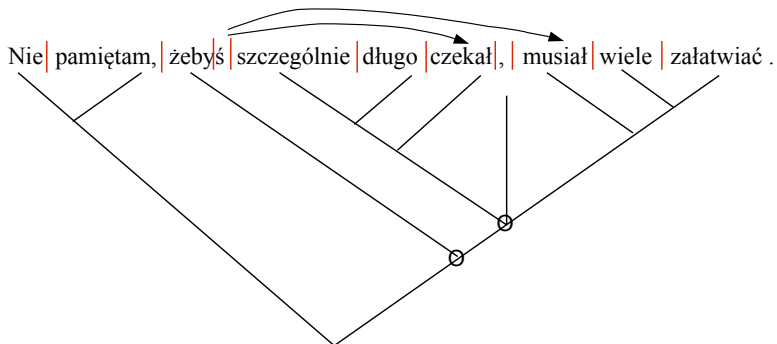 Nie pamiętam, żebyś szczególnie długo czekał, musiał wiele załatwiać .